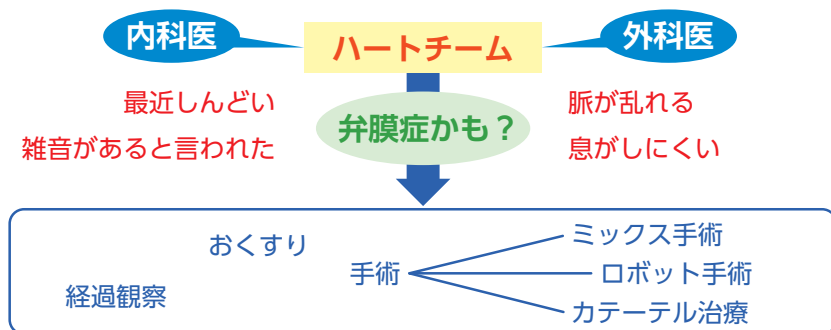 内科医
ハートチーム
外科医
最近しんどい
雑音があると言われた
弁膜症かも？
脈が乱れる
息がしにくい
おくすり
経過観察
手術
ミックス手術
ロボット手術
カテーテル治療